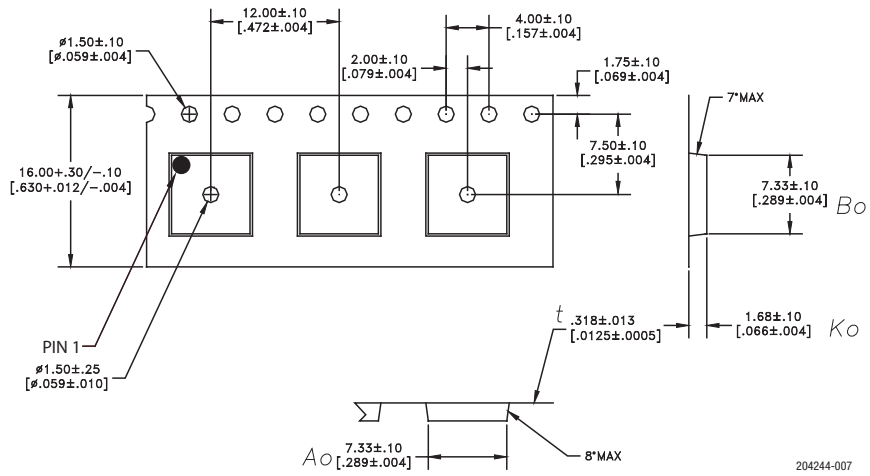 12.00±.10
[.472±.004]
4.00±.10
[.157±.004]
ø1.50±.10
[ø.059±.004]
2.00±.10
[.079±.004]
1.75±.10
[.069±.004]
7°MAX
7.50±.10
[.295±.004]
16.00+.30/-.10
[.630+.012/-.004]
7.33±.10
[.289±.004]
Bo
t
.318±.013
[.0125±.0005]
1.68±.10
[.066±.004]
Ko
PIN 1
ø1.50±.25
[ø.059±.010]
Ao
7.33±.10
[.289±.004]
8°MAX
204244-007